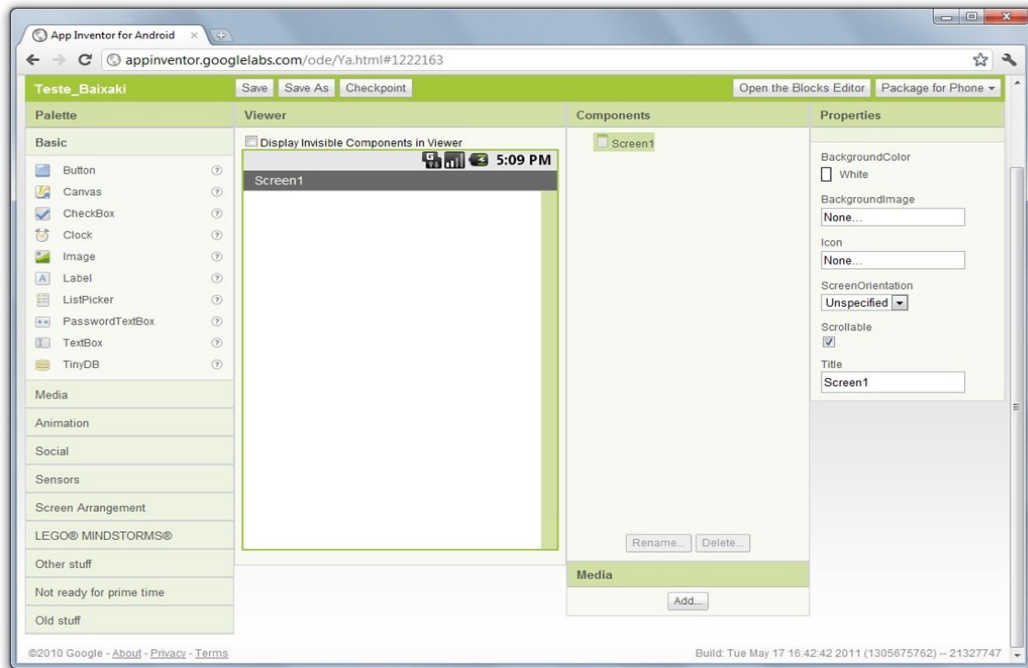 App Inventor for Android
appinventor.googlelabs.com/ode/Ya.html#1222163
Teste_Baixaki
Save
Save As
Checkpoint
Open the Blocks Editor
Package for Phone
Palette
Basic
Button
Canvas
CheckBox
Clock
Image
Label
ListPicker
PasswordTextBox
TextBox
TinyDB
Media
Animation
Social
Sensors
Screen Arrangement
LEGO® MINDSTORMS®
Other stuff
Not ready for prime time
Old stuff
Viewer
Display Invisible Components in Viewer
5:09 PM
Screen1
Components
Screen1
Rename...
Delete...
Media
Add...
Properties
BackgroundColor
White
BackgroundImage
None...
Icon
None...
ScreenOrientation
Unspecified
Scrollable
Title
Screen1
©2010 Google - About - Privacy - Terms
Build: Tue May 17 16:42:42 2011 (1305675762) -- 21327747